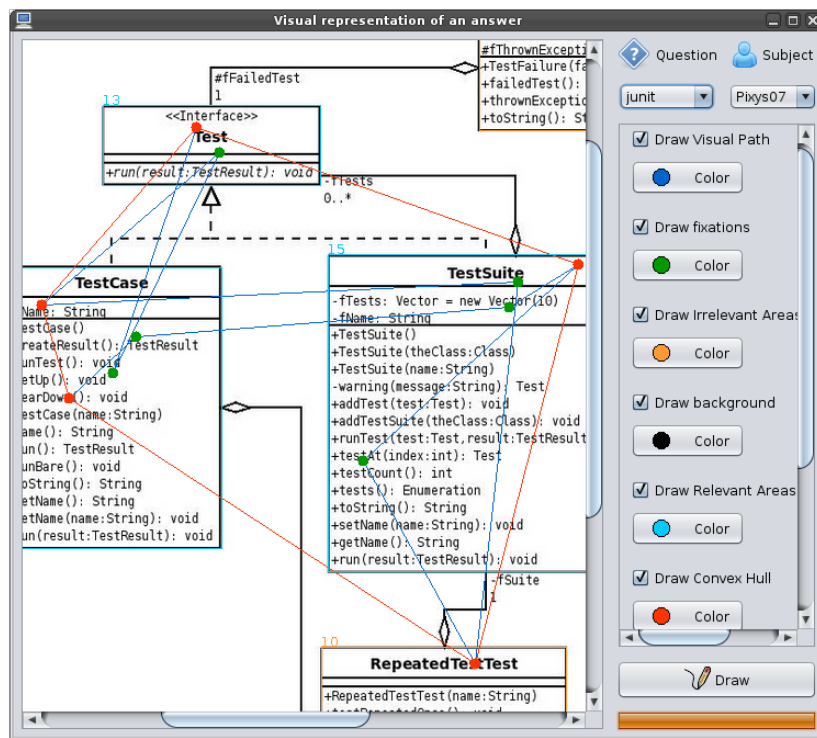 Visual representation of an answer
#fThrownExceptio
+TestFailure(fa
+failedTest():
+thrownExceptio
+toString(): St
#fFailedTest
1
13
<<Interface>>
Test
+run(result:TestResult): void
-fTests
0..*
TestCase
Name: String
estCase()
reateResult(): TestResult
unTest(): void
etUp(): void
earDown(): void
estCase(name:String)
ame(): String
un(): TestResult
unBare(): void
oString(): String
etName(): String
etName(name:String): void
un(result:TestResult): void
15
TestSuite
-fTests: Vector = new Vector(10)
-fName: String
+TestSuite()
+TestSuite(theClass:Class)
+TestSuite(name:String)
-warning(message:String): Test
+addTest(test:Test): void
+addTestSuite(theClass:Class): void
+runTest(test:Test,result:TestResult
+testAt(index:int): Test
+testCount(): int
+tests(): Enumeration
+toString(): String
+setName(name:String): void
+getName(): String
+run(result:TestResult): void
-fSuite
1
10
RepeatedTestTest
+RepeatedTestTest(name:String)
+testRepeatedOnce(): void
Question
Subject
junit
Pixys07
Draw Visual Path
Color
Draw fixations
Color
Draw Irrelevant Areas
Color
Draw background
Color
Draw Relevant Areas
Color
Draw Convex Hull
Color
Draw